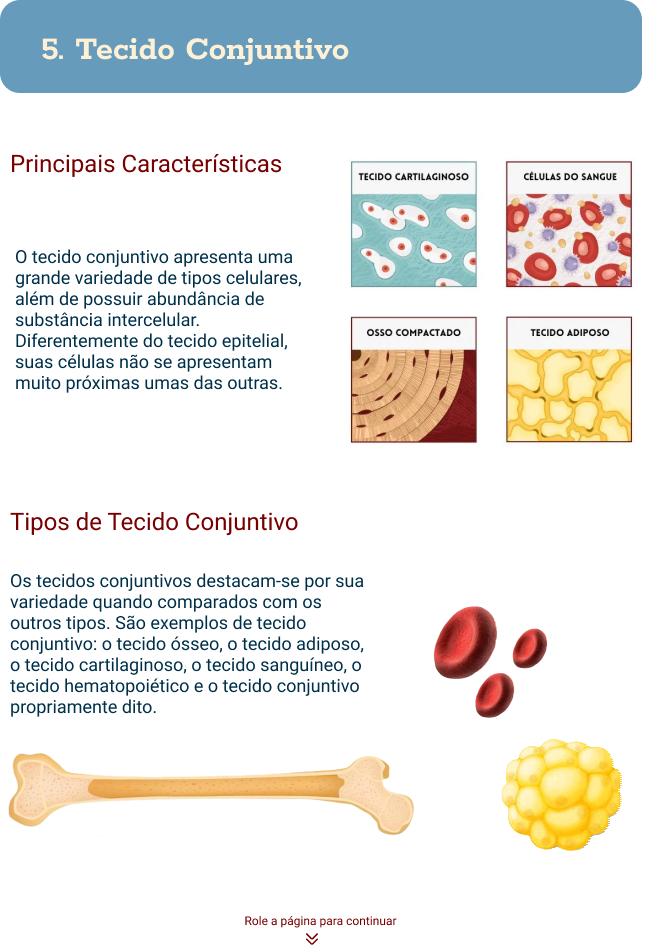 5. Tecido Conjuntivo
Principais Características
O tecido conjuntivo apresenta uma
grande variedade de tipos celulares,
além de possuir abundância de
substância intercelular.
Diferentemente do tecido epitelial,
suas células não se apresentam
muito próximas umas das outras.
TECIDO CARTILAGINOSO
CÉLULAS DO SANGUE
OSSO COMPACTADO
TECIDO ADIPOSO
Tipos de Tecido Conjuntivo
Os tecidos conjuntivos destacam-se por sua
variedade quando comparados com os
outros tipos. São exemplos de tecido
conjuntivo: o tecido ósseo, o tecido adiposo,
o tecido cartilaginoso, o tecido sanguíneo, o
tecido hematopoiético e o tecido conjuntivo
propriamente dito.
Role a página para continuar